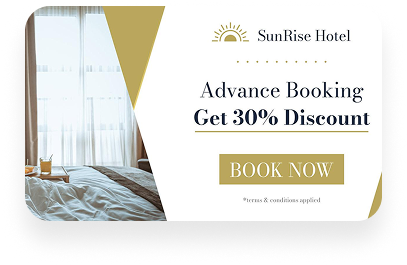 SunRise Hotel
Advance Booking
Get 30% Discount
BOOK NOW
*terms & conditions applied